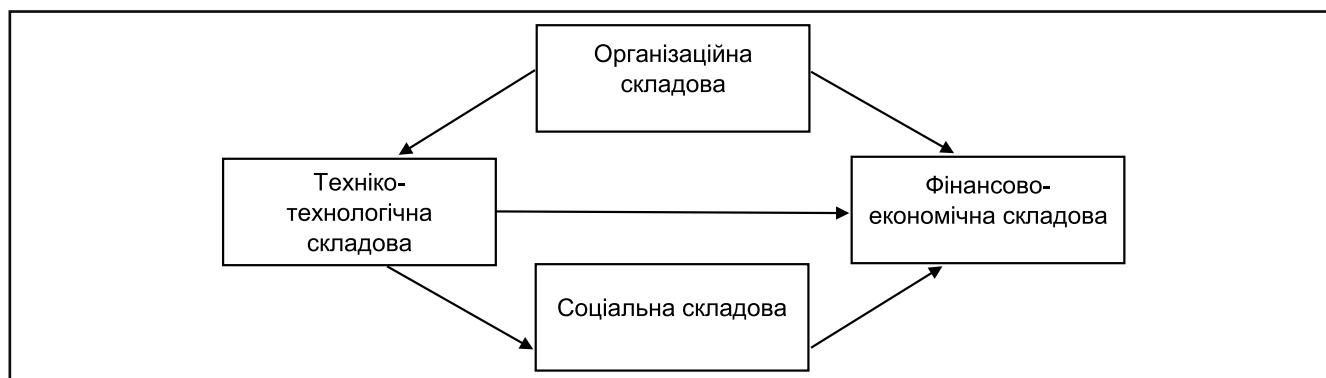 Організаційна
складова
Техніко-
технологічна
складова
Фінансово-
економічна складова
Соціальна складова